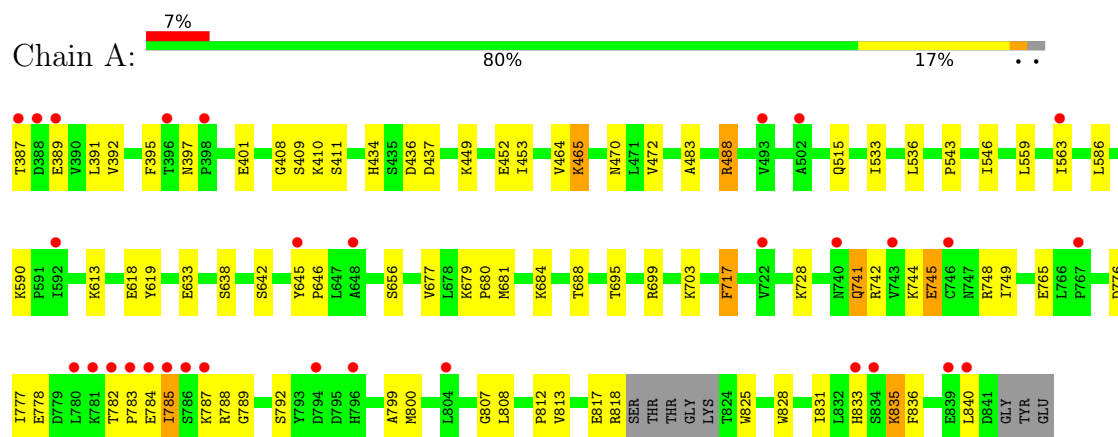 7%
Chain A:
80%
17%
T387 D388 E389 V390 L391 V392 F395 T396 N397 P398 E401 G408 S409 K410 S411 H434 S435 D436 D437 K449 E452 I453 V464 K465 N470 L471 V472 A483 R488 V493 A502 Q515 I533 L536 P543 I546 L559 I563 L586
K590 P591 I592 K613 E618 Y619 E633 S638 S642 Y645 P646 L647 A648 S656 V677 L678 K679 P680 M681 K684 T688 T695 R699 K703 F717 V722 K728 N740 Q741 R742 V743 K744 E745 C746 N747 R748 I749 E765 L766 P767
I777 E778 D779 L780 K781 T782 P783 E784 I785 S786 K787 R788 G789 S792 Y793 D794 D795 H796 A799 M800 L804 G807 L808 P812 V813 E817 R818 SER THR THR GLY LYS T824 W825 W828 I831 L832 H833 S834 K835 F836 E839 L840 D841 GLY TYR GLU